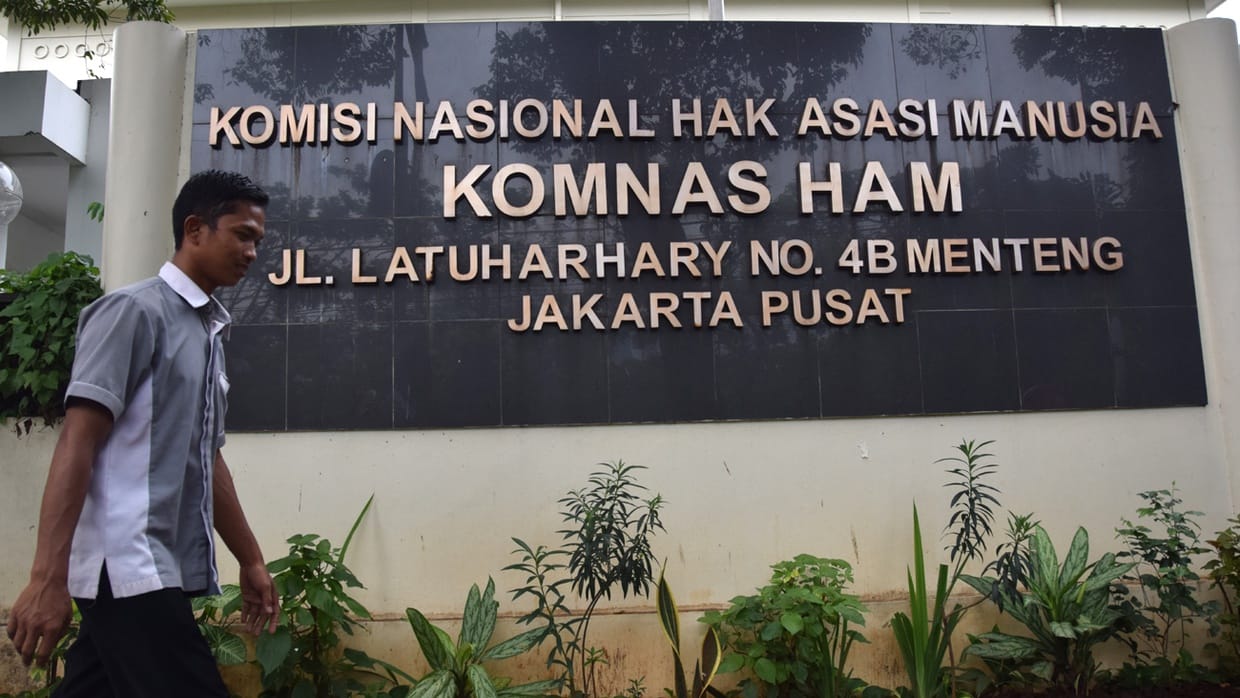 KOMISI NASIONAL HAK ASASI MANUSIA
KOMNAS HAM
JL. LATUHARHARY NO. 4B MENTENG
JAKARTA PUSAT